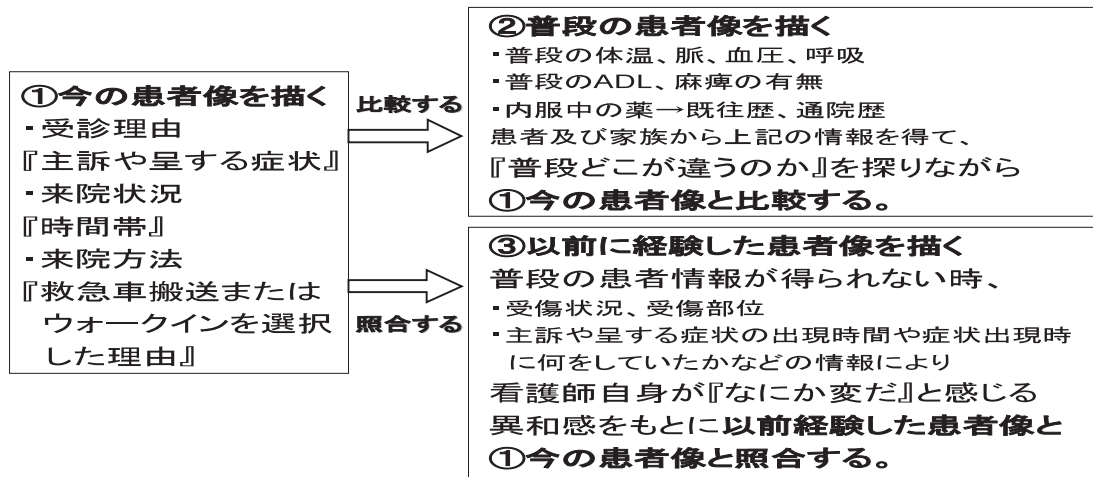 ①今の患者像を描く
・受診理由
『主訴や呈する症状』
・来院状況
『時間帯』
・来院方法
『救急車搬送または
ウォークインを選択
した理由』
比較する
照合する
②普段の患者像を描く
・普段の体温、脈、血圧、呼吸
・普段のADL、麻痺の有無
・内服中の薬→既往歴、通院歴
患者及び家族から上記の情報を得て、
『普段どこが違うのか』を探りながら
①今の患者像と比較する。
③以前に経験した患者像を描く
普段の患者情報が得られない時、
・受傷状況、受傷部位
・主訴や呈する症状の出現時間や症状出現時
に何をしていたかなどの情報により
看護師自身が『なにか変だ』と感じる
異和感をもとに以前経験した患者像と
①今の患者像と照合する。